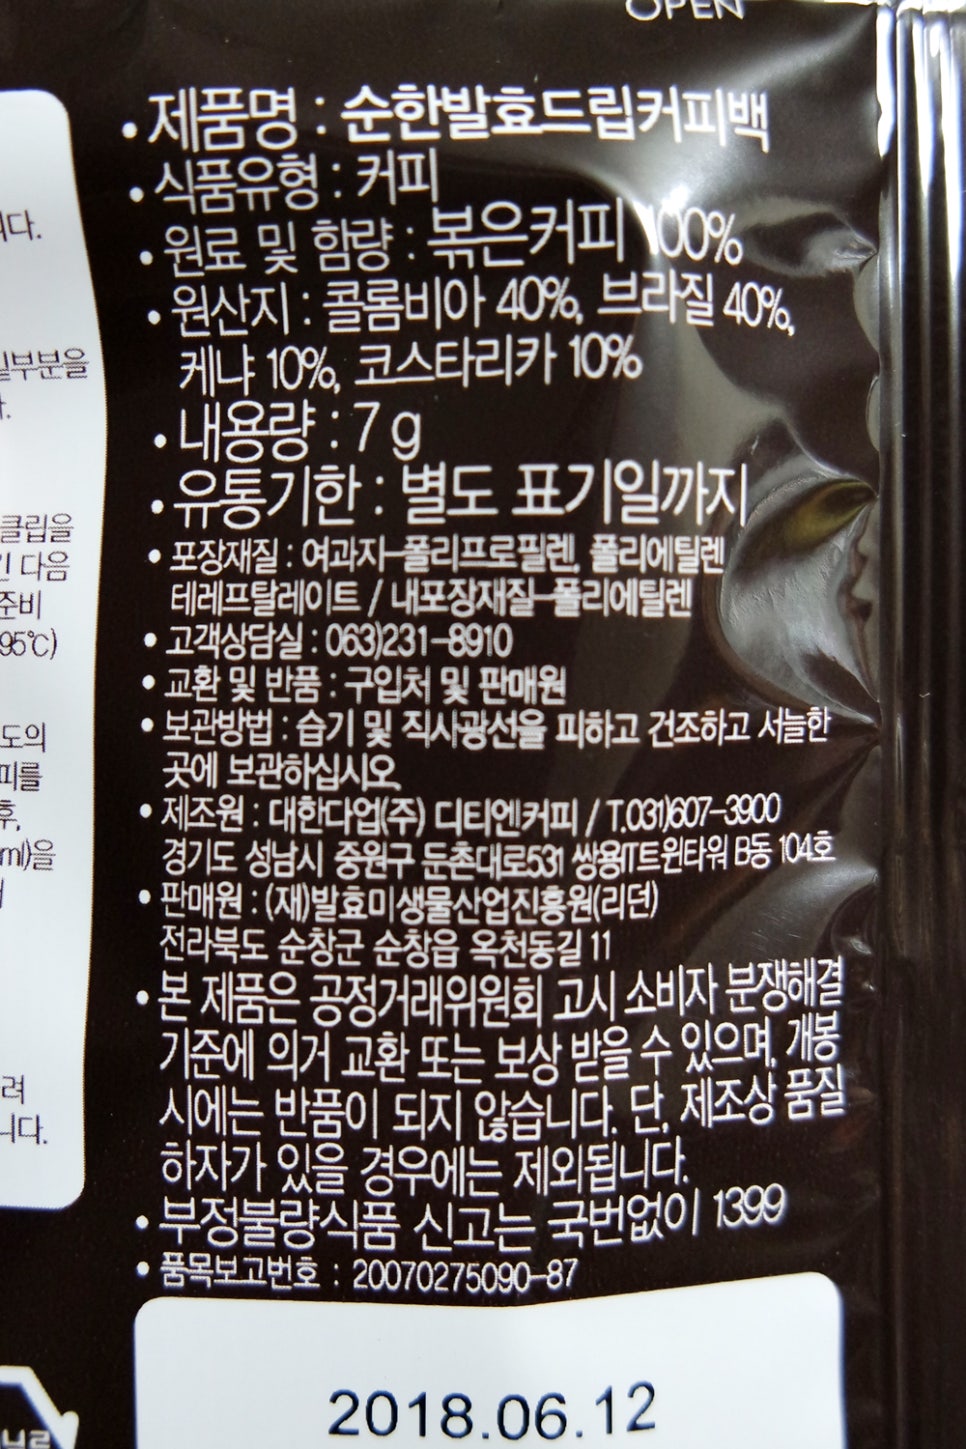 OPEN
• 제품명 : 순한발효드립커피백
• 식품유형 : 커피
• 원료 및 함량 : 볶은커피 100%
• 원산지 : 콜롬비아 40%, 브라질 40%,
케냐 10%, 코스타리카 10%
• 내용량 : 7 g
• 유통기한 : 별도 표기일까지
• 포장재질 : 여과지-폴리프로필렌, 폴리에틸렌
테레프탈레이트 / 내포장재질-폴리에틸렌
• 고객상담실 : 063)231-8910
• 교환 및 반품 : 구입처 및 판매원
• 보관방법 : 습기 및 직사광선을 피하고 건조하고 서늘한
곳에 보관하십시오.
• 제조원 : 대한다업(주) 디티엔커피 / T.031)607-3900
경기도 성남시 중원구 둔촌대로531 쌍용IT트윈타워 B동 104호
• 판매원 : (재)발효미생물산업진흥원(리던)
전라북도 순창군 순창읍 옥천동길 11
• 본 제품은 공정거래위원회 고시 소비자 분쟁해결
기준에 의거 교환 또는 보상 받을 수 있으며, 개봉
시에는 반품이 되지 않습니다. 단, 제조상 품질
하자가 있을 경우에는 제외됩니다.
• 부정불량식품 신고는 국번없이 1399
• 품목보고번호 : 20070275090-87
2018.06.12
클립을
다음
준비
95℃)
도의
피를
후,
ml)을
려
니다.